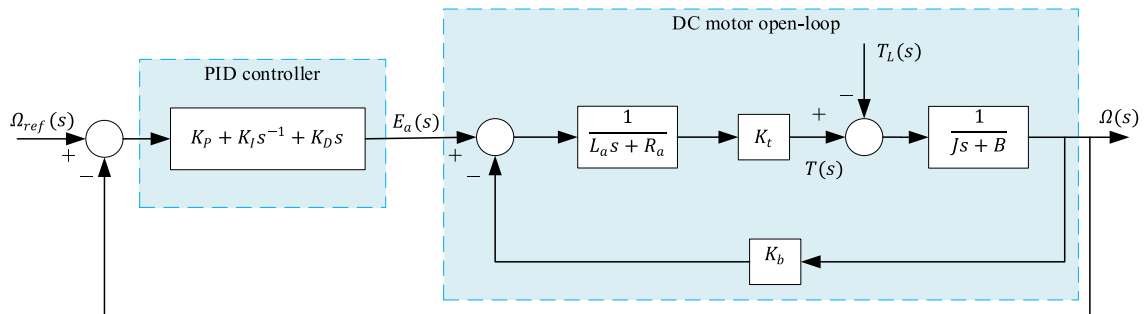 DC motor open-loop
T_L(s)
PID controller
−
Ω_ref(s)
K_P + K_I s^{-1} + K_D s
E_a(s)
1
L_a s + R_a
K_t
+
1
Js + B
Ω(s)
+
−
+
−
T(s)
K_b